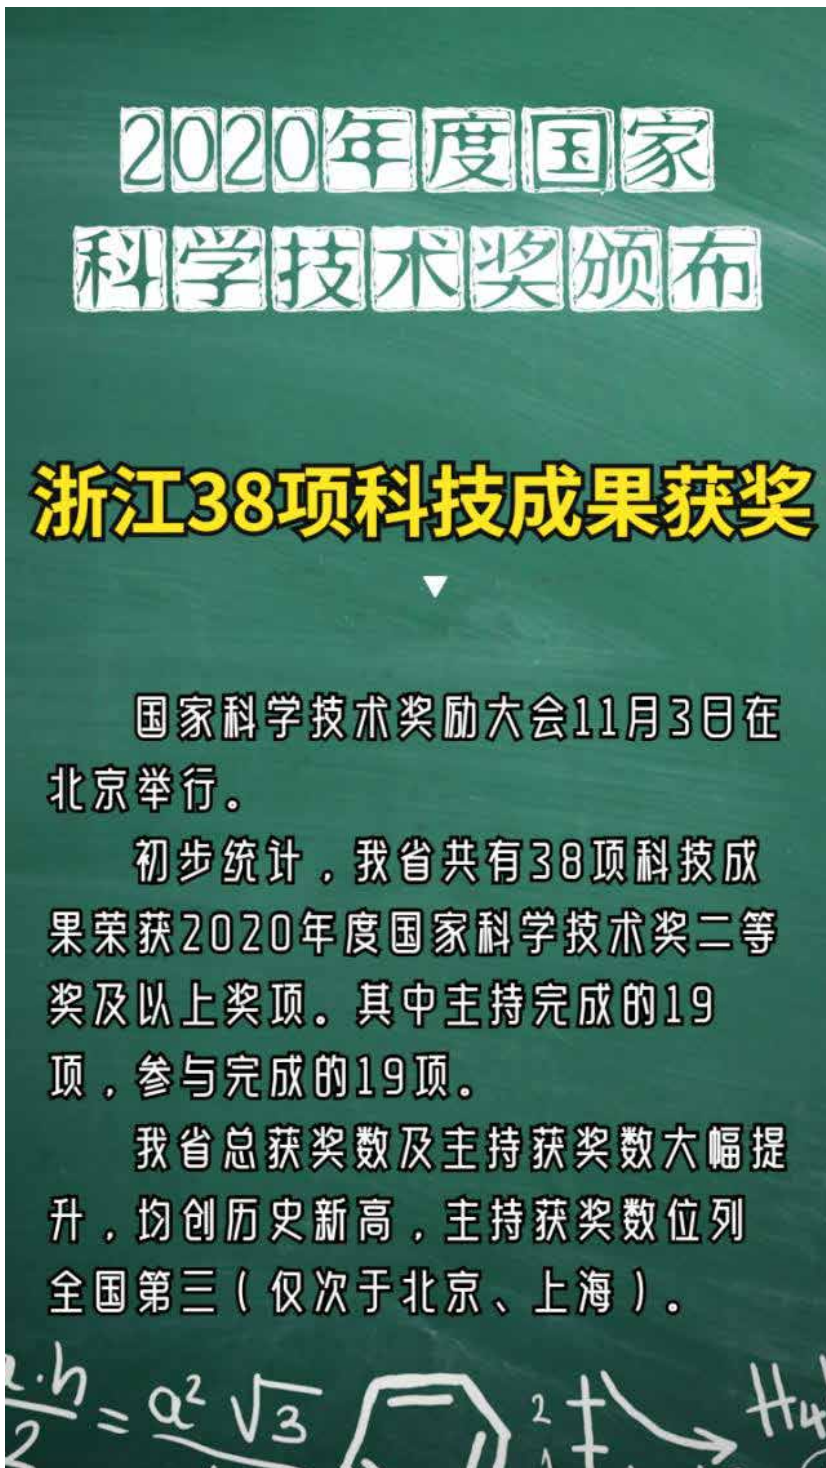 2020年度国家
科学技术奖颁布
浙江38项科技成果获奖
国家科学技术奖励大会11月3日在
北京举行。
初步统计，我省共有38项科技成
果荣获2020年度国家科学技术奖二等
奖及以上奖项。其中主持完成的19
项，参与完成的19项。
我省总获奖数及主持获奖数大幅提
升，均创历史新高，主持获奖数位列
全国第三（仅次于北京、上海）。
a² √3
2
H4